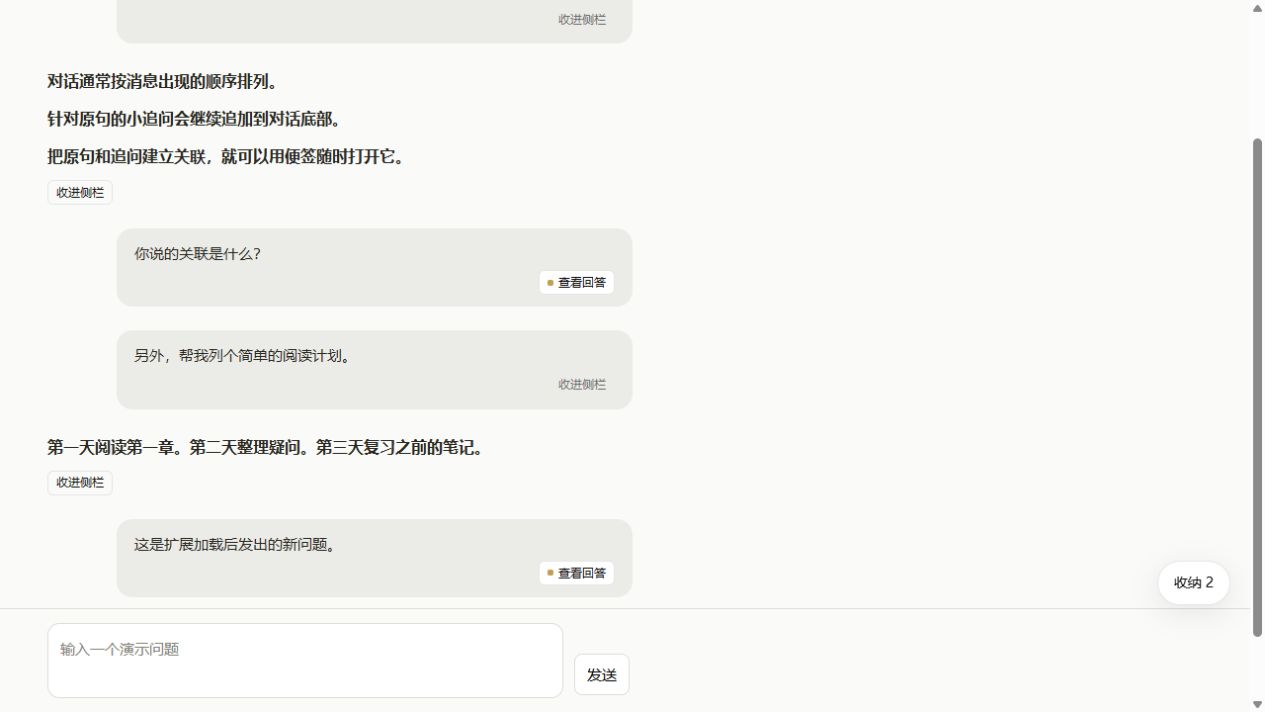 收进侧栏
对话通常按消息出现的顺序排列。
针对原句的小追问会继续追加到对话底部。
把原句和追问建立关联，就可以用便签随时打开它。
收进侧栏
你说的关联是什么？
查看回答
另外，帮我列个简单的阅读计划。
收进侧栏
第一天阅读第一章。第二天整理疑问。第三天复习之前的笔记。
收进侧栏
这是扩展加载后发出的新问题。
查看回答
收纳 2
输入一个演示问题
发送